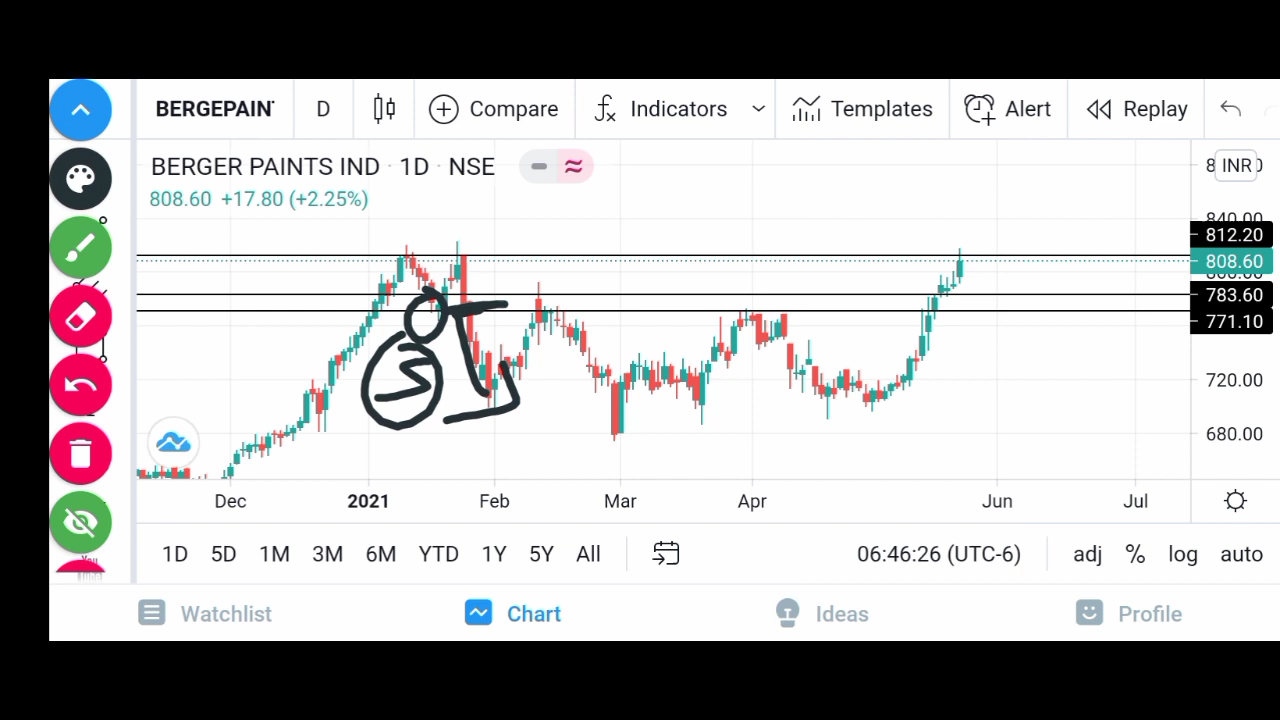 BERGEPAIN D Compare Indicators Templates Alert Replay
BERGER PAINTS IND · 1D · NSE
INR
808.60 +17.80 (+2.25%)
840.00
812.20
808.60
783.60
771.10
720.00
680.00
Dec 2021 Feb Mar Apr Jun Jul
1D 5D 1M 3M 6M YTD 1Y 5Y All 06:46:26 (UTC-6) adj % log auto
Watchlist Chart Ideas Profile